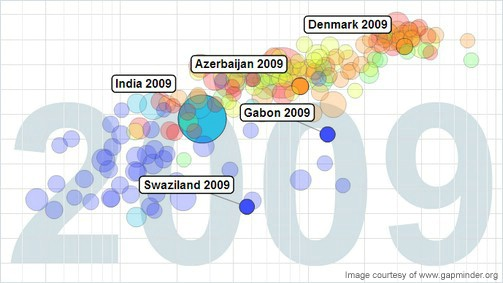 Denmark 2009
Azerbaijan 2009
India 2009
Gabon 2009
Swaziland 2009
2009
Image courtesy of www.gapminder.org